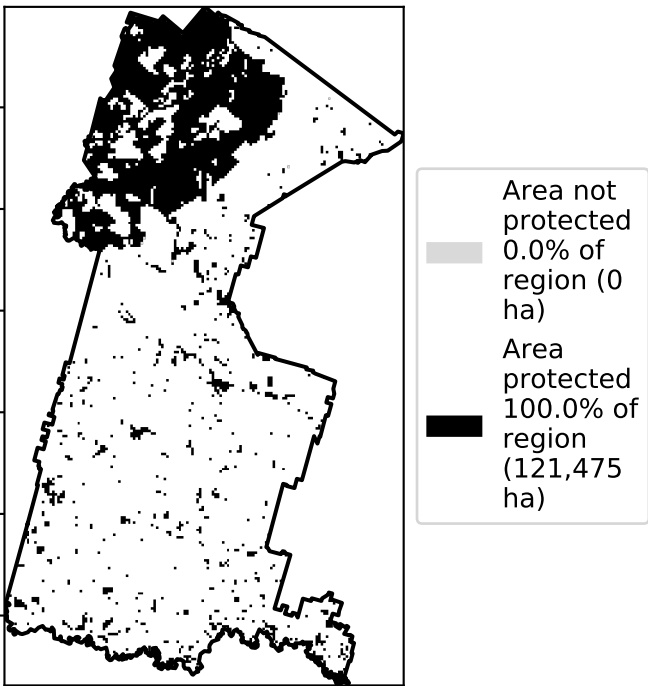 Area not
protected
0.0% of
region (0
ha)
Area
protected
100.0% of
region
(121,475
ha)